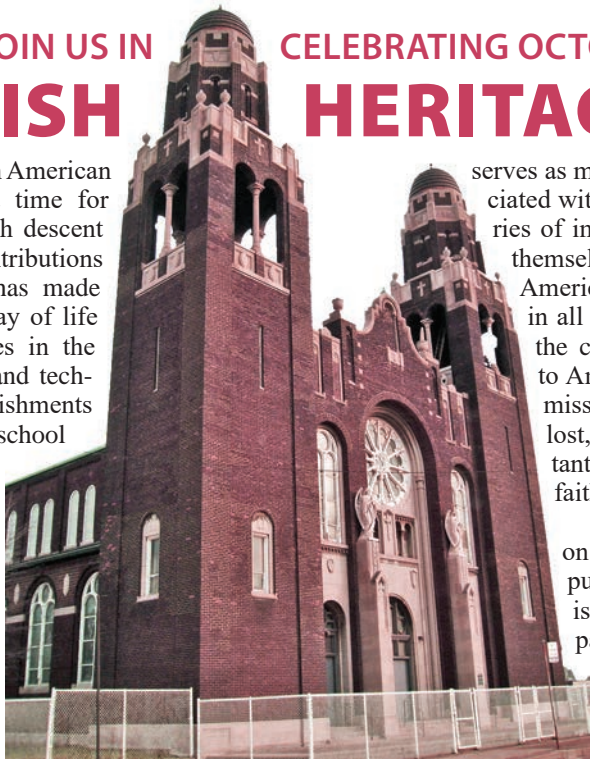 OIN US IN CELEBRATING OCTO
ISH HERITAG
American
time for
h descent
tributions
has made
ay of life
es in the
and tech-
ishments
school
serves as m
ciated wit
ries of in
themsel
Americ
in all
the c
to A
miss
lost,
tant
fait
on
pu
is
pa